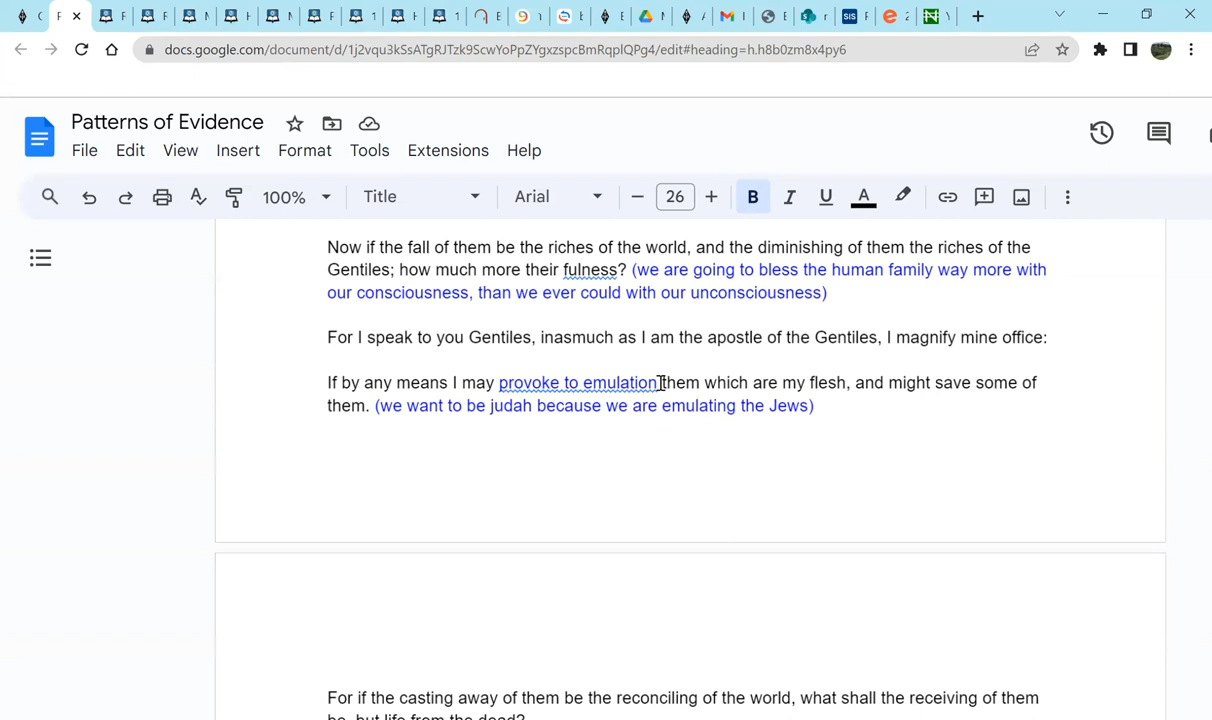 docs.google.com/document/d/1j2vqu3kSsATgRJTzk9ScwYoPpZYgxzspcBmRqplQPg4/edit#heading=h.h8b0zm8x4py6
Patterns of Evidence
File Edit View Insert Format Tools Extensions Help
100% Title Arial 26 B I U A
Now if the fall of them be the riches of the world, and the diminishing of them the riches of the
Gentiles; how much more their fulness? (we are going to bless the human family way more with
our consciousness, than we ever could with our unconsciousness)
For I speak to you Gentiles, inasmuch as I am the apostle of the Gentiles, I magnify mine office:
If by any means I may provoke to emulation them which are my flesh, and might save some of
them. (we want to be judah because we are emulating the Jews)
For if the casting away of them be the reconciling of the world, what shall the receiving of them
be, but life from the dead?